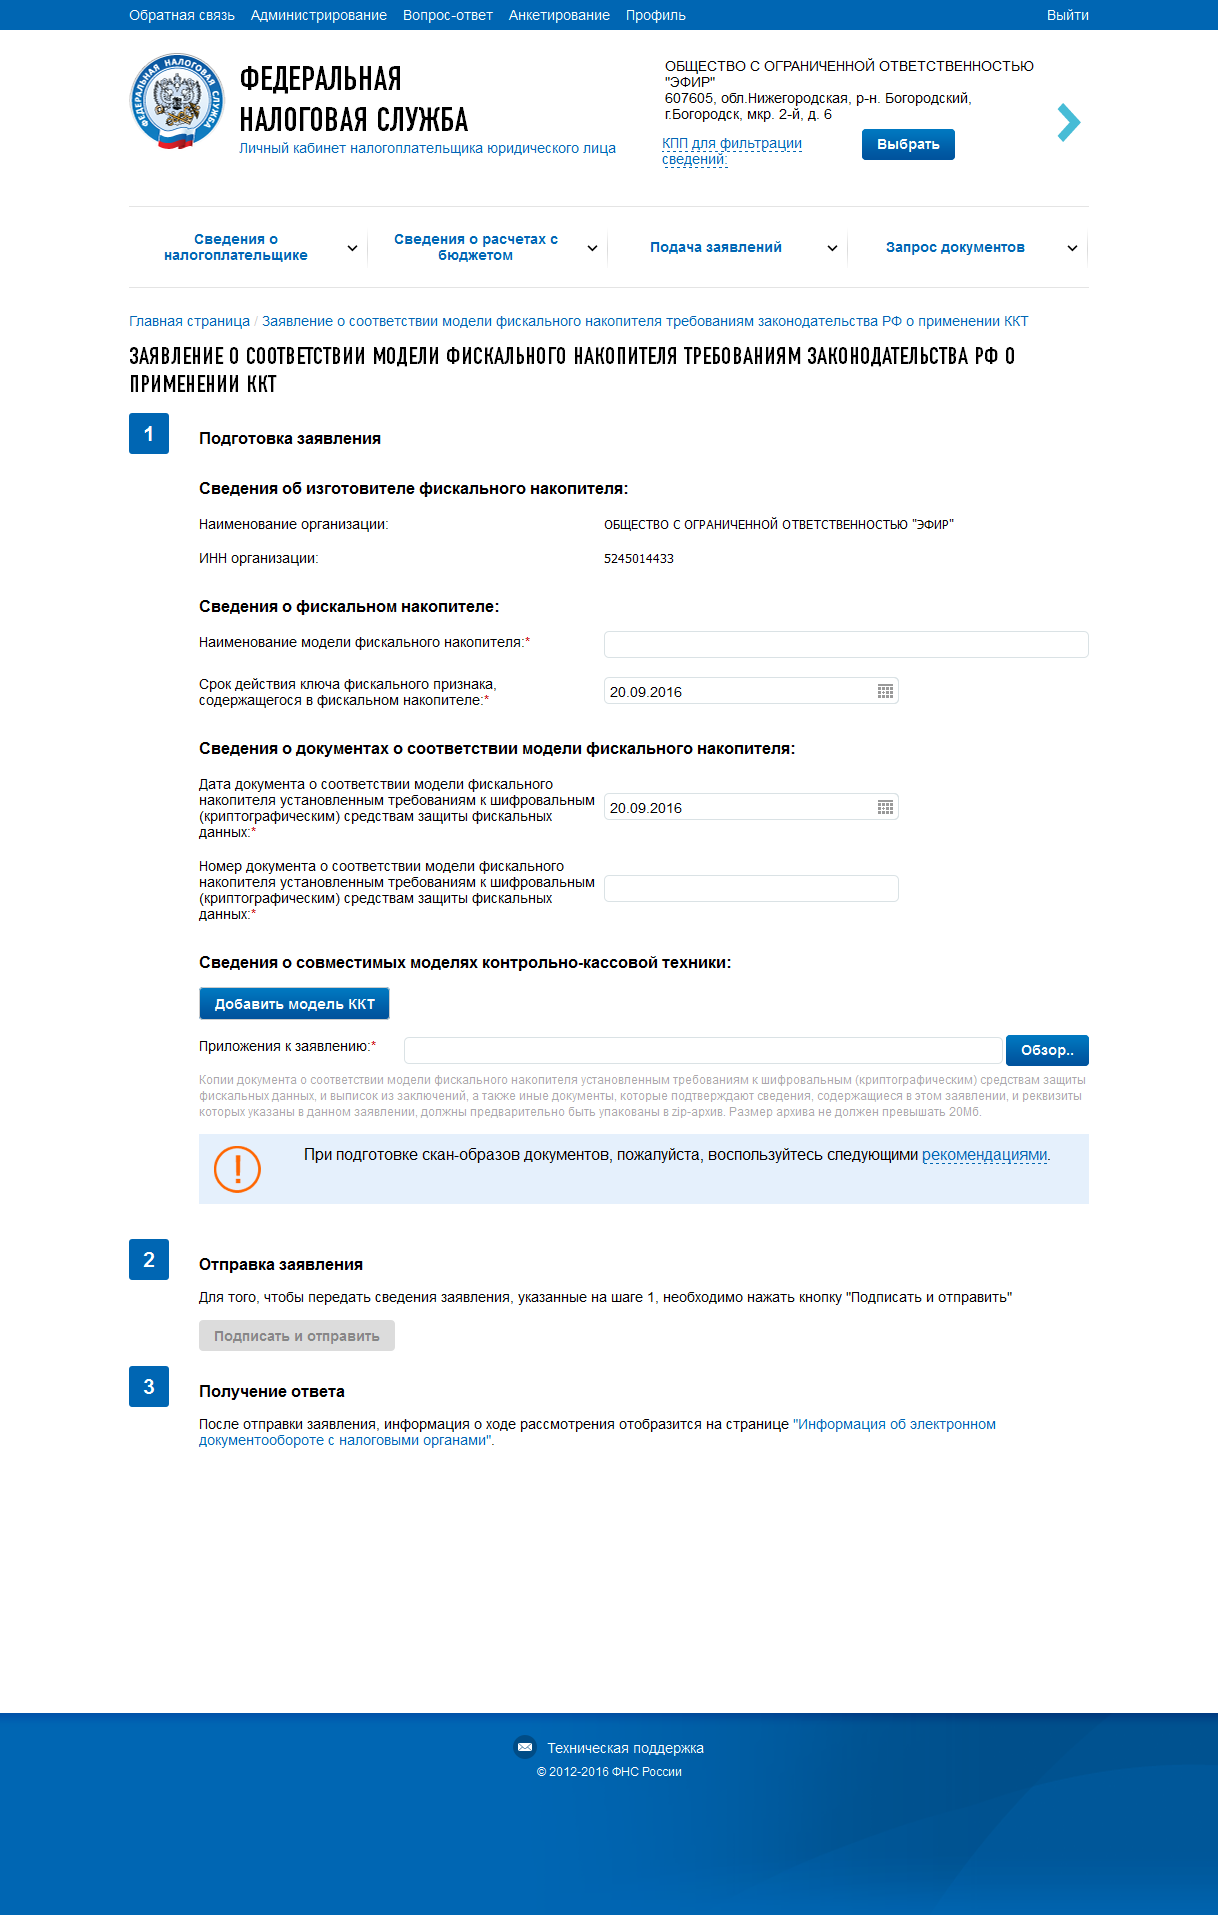 Обратная связь Администрирование Вопрос-ответ Анкетирование Профиль Выйти
ФЕДЕРАЛЬНАЯ НАЛОГОВАЯ СЛУЖБА
ФЕДЕРАЛЬНАЯ
НАЛОГОВАЯ СЛУЖБА
Личный кабинет налогоплательщика юридического лица
ОБЩЕСТВО С ОГРАНИЧЕННОЙ ОТВЕТСТВЕННОСТЬЮ
"ЭФИР"
607605, обл.Нижегородская, р-н. Богородский,
г.Богородск, мкр. 2-й, д. 6
КПП для фильтрации
сведений:
Выбрать
Сведения о
налогоплательщике
Сведения о расчетах с
бюджетом
Подача заявлений
Запрос документов
Главная страница / Заявление о соответствии модели фискального накопителя требованиям законодательства РФ о применении ККТ
ЗАЯВЛЕНИЕ О СООТВЕТСТВИИ МОДЕЛИ ФИСКАЛЬНОГО НАКОПИТЕЛЯ ТРЕБОВАНИЯМ ЗАКОНОДАТЕЛЬСТВА РФ О
ПРИМЕНЕНИИ ККТ
1 Подготовка заявления
Сведения об изготовителе фискального накопителя:
Наименование организации: ОБЩЕСТВО С ОГРАНИЧЕННОЙ ОТВЕТСТВЕННОСТЬЮ "ЭФИР"
ИНН организации: 5245014433
Сведения о фискальном накопителе:
Наименование модели фискального накопителя:*
Срок действия ключа фискального признака,
содержащегося в фискальном накопителе:*
20.09.2016
Сведения о документах о соответствии модели фискального накопителя:
Дата документа о соответствии модели фискального
накопителя установленным требованиям к шифровальным
(криптографическим) средствам защиты фискальных
данных:*
20.09.2016
Номер документа о соответствии модели фискального
накопителя установленным требованиям к шифровальным
(криптографическим) средствам защиты фискальных
данных:*
Сведения о совместимых моделях контрольно-кассовой техники:
Добавить модель ККТ
Приложения к заявлению:* Обзор..
Копии документа о соответствии модели фискального накопителя установленным требованиям к шифровальным (криптографическим) средствам защиты
фискальных данных, и выписок из заключений, а также иные документы, которые подтверждают сведения, содержащиеся в этом заявлении, и реквизиты
которых указаны в данном заявлении, должны предварительно быть упакованы в zip-архив. Размер архива не должен превышать 20Мб.
При подготовке скан-образов документов, пожалуйста, воспользуйтесь следующими рекомендациями.
2 Отправка заявления
Для того, чтобы передать сведения заявления, указанные на шаге 1, необходимо нажать кнопку "Подписать и отправить"
Подписать и отправить
3 Получение ответа
После отправки заявления, информация о ходе рассмотрения отобразится на странице "Информация об электронном
документообороте с налоговыми органами".
Техническая поддержка
© 2012-2016 ФНС России